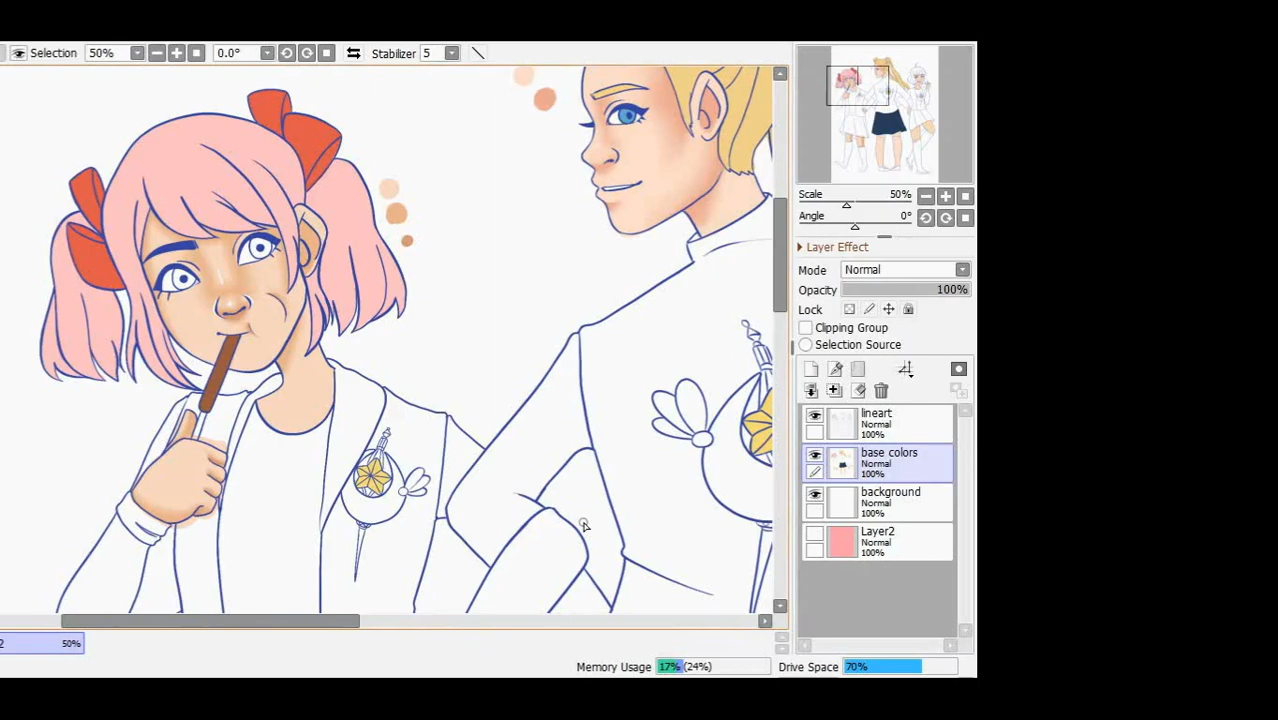 Selection 50% 0.0° Stabilizer 5
Scale 50%
Angle 0°
Layer Effect
Mode Normal
Opacity 100%
Lock
Clipping Group
Selection Source
lineart
Normal
100%
base colors
Normal
100%
background
Normal
100%
Layer2
Normal
100%
2 50%
Memory Usage 17% (24%) Drive Space 70%